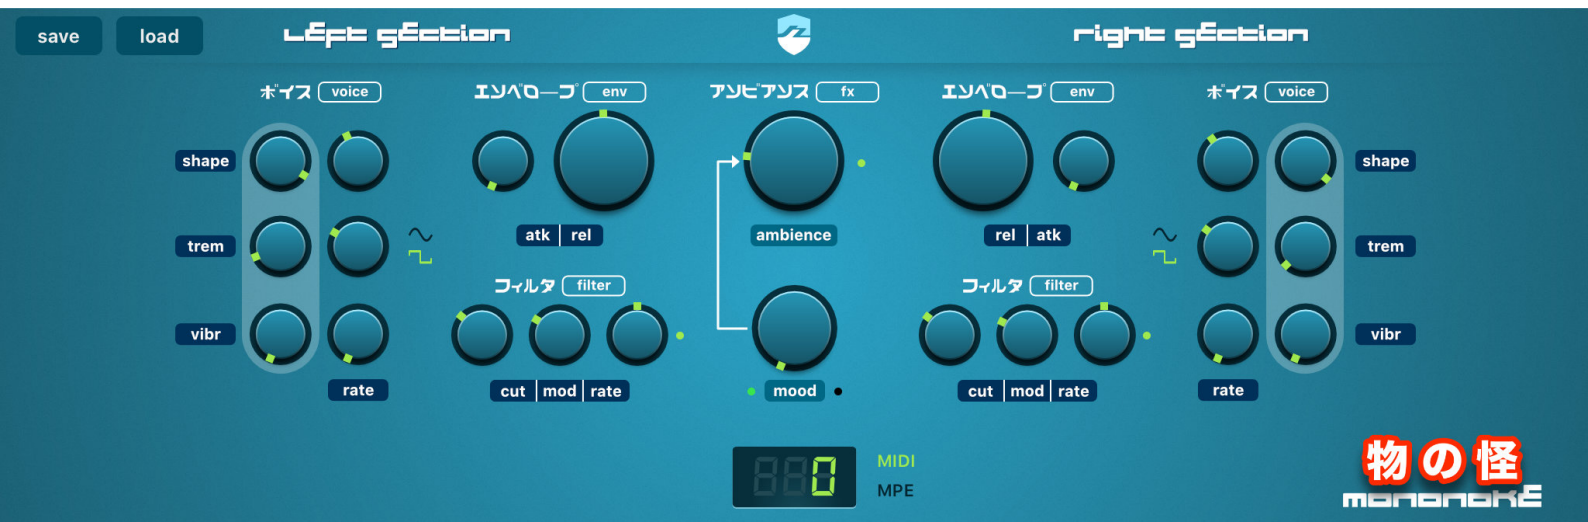 save load LEFT SECTION RIGHT SECTION
ボイス voice エンベロープ env アンビアンス fx エンベロープ env ボイス voice
shape shape
atk rel ambience rel atk
trem trem
フィルタ filter フィルタ filter
vibr vibr
rate cut mod rate mood cut mod rate rate
0 MIDI
MPE
物の怪
MONONOKE